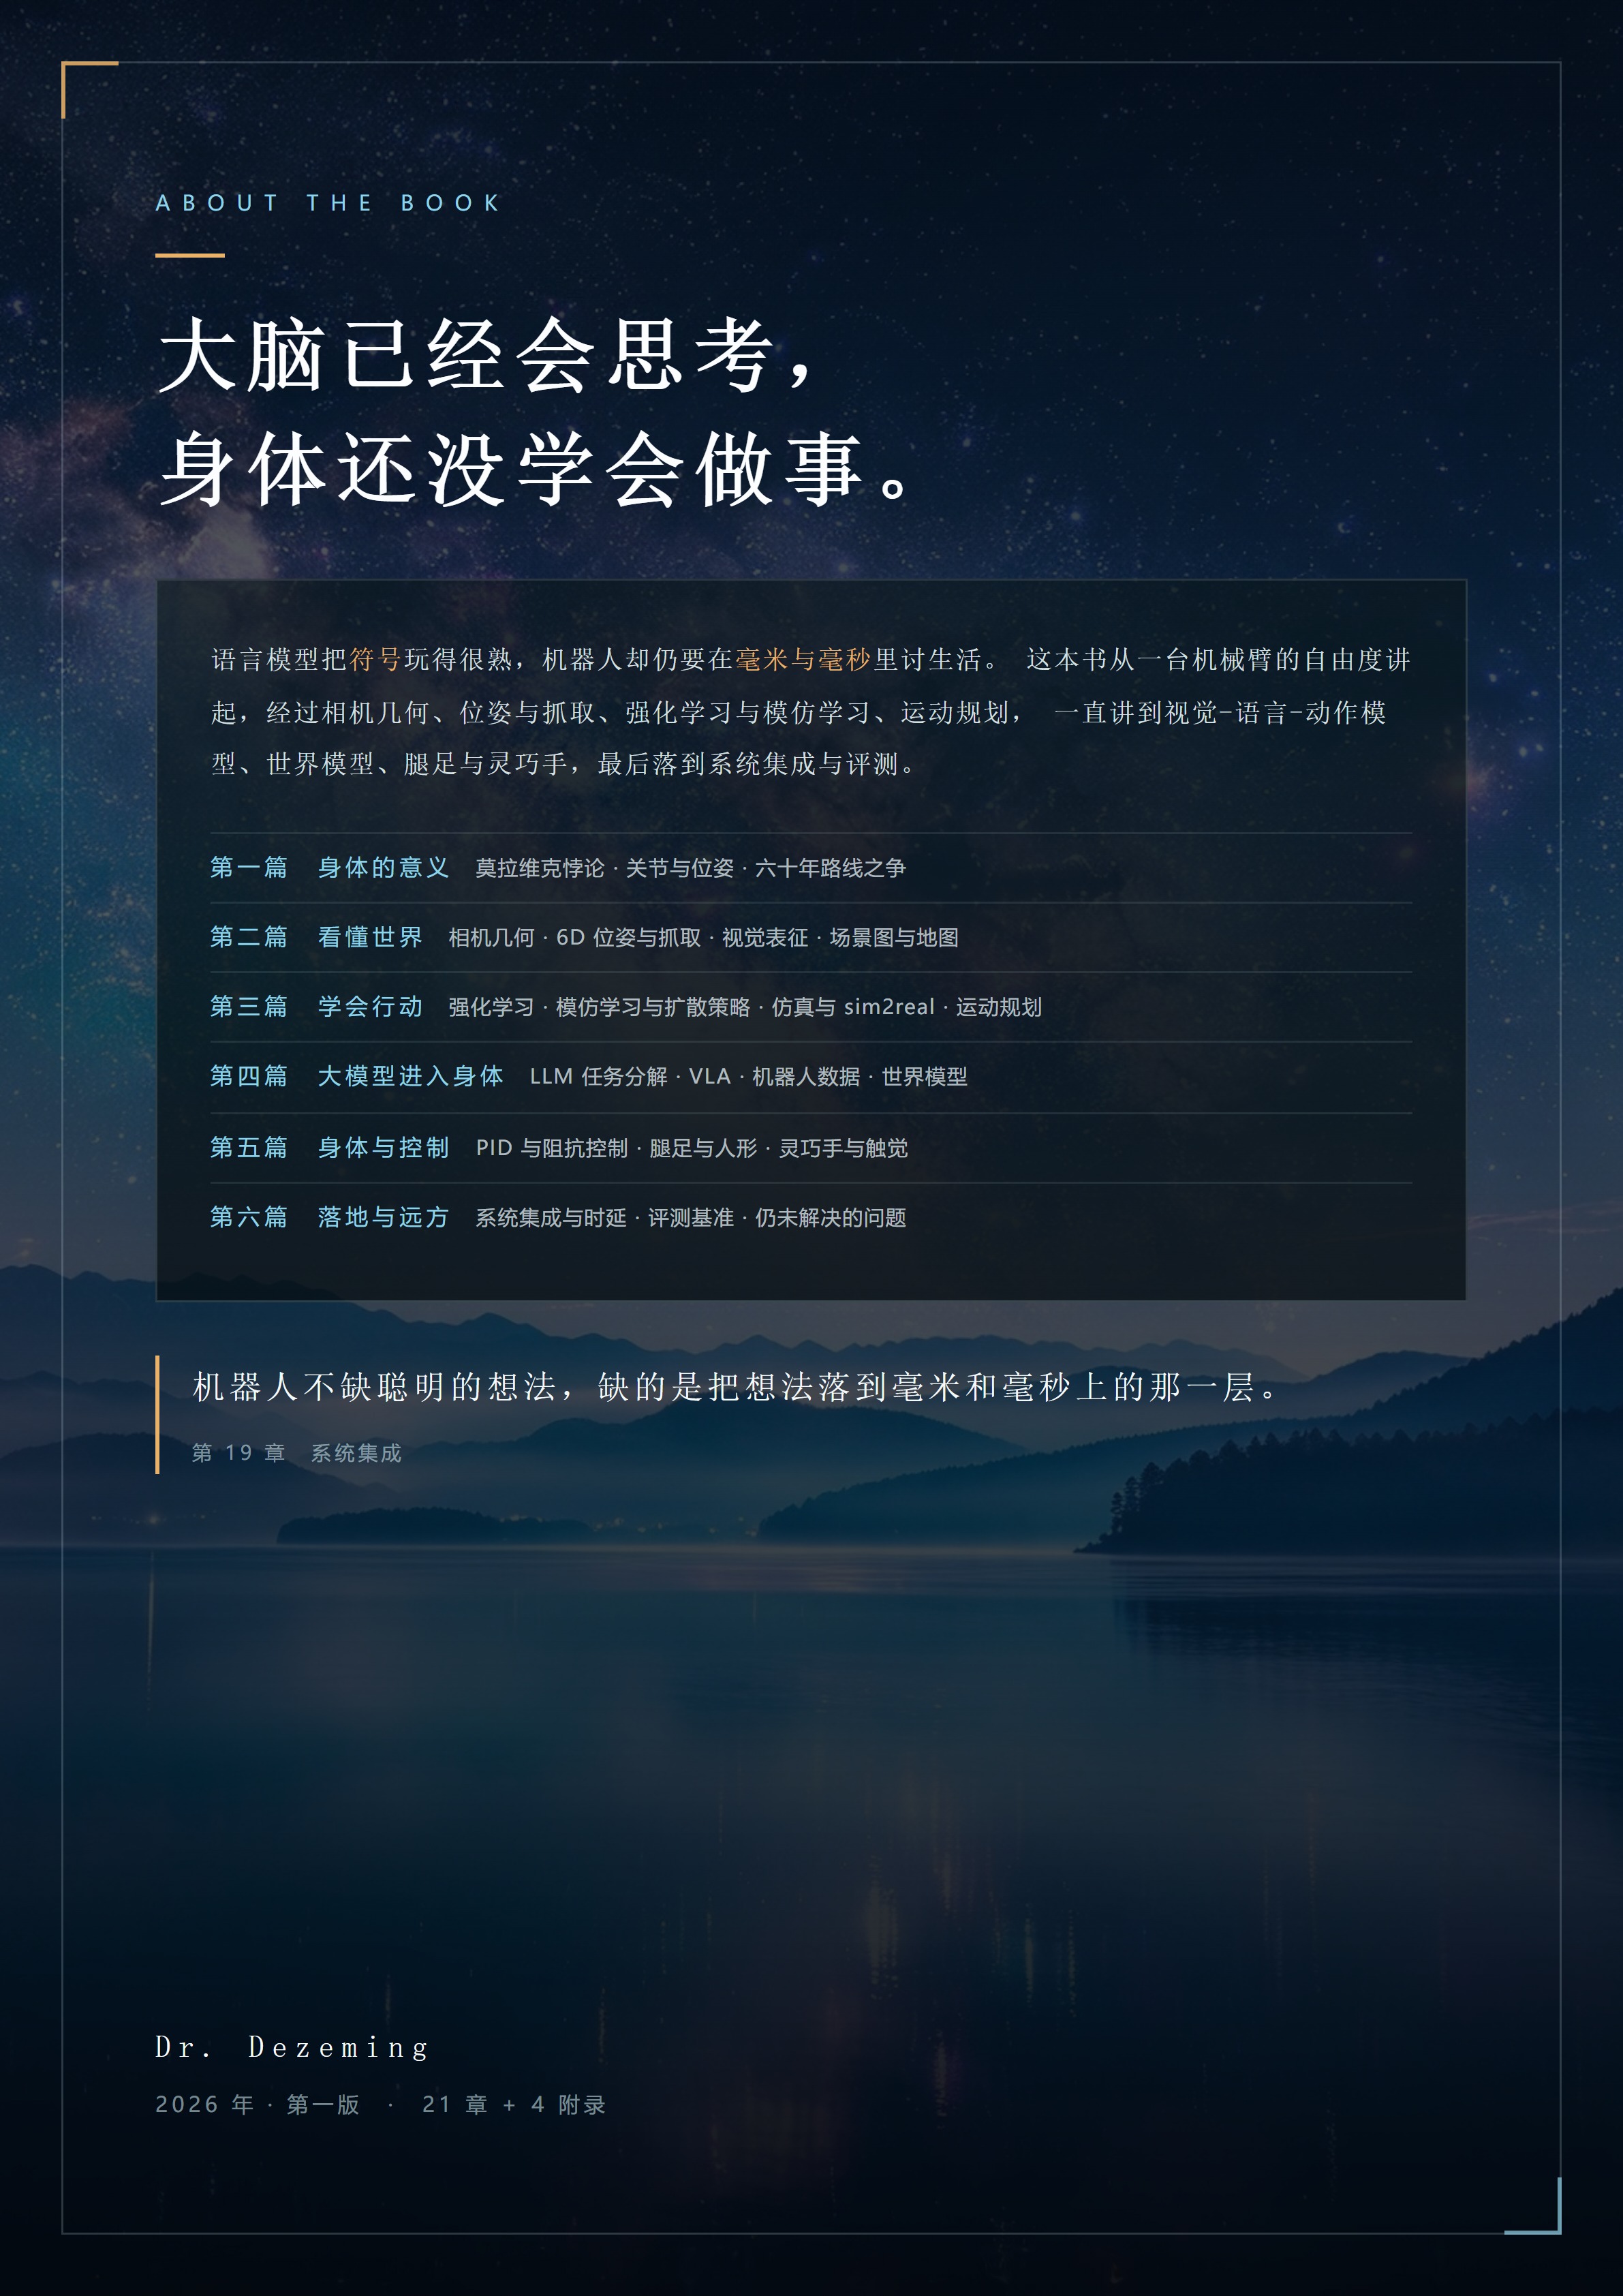 ABOUT THE BOOK
大脑已经会思考，
身体还没学会做事。
语言模型把符号玩得很熟，机器人却仍要在毫米与毫秒里讨生活。 这本书从一台机械臂的自由度讲
起，经过相机几何、位姿与抓取、强化学习与模仿学习、运动规划， 一直讲到视觉-语言-动作模
型、世界模型、腿足与灵巧手，最后落到系统集成与评测。
第一篇 身体的意义 莫拉维克悖论 · 关节与位姿 · 六十年路线之争
第二篇 看懂世界 相机几何 · 6D 位姿与抓取 · 视觉表征 · 场景图与地图
第三篇 学会行动 强化学习 · 模仿学习与扩散策略 · 仿真与 sim2real · 运动规划
第四篇 大模型进入身体 LLM 任务分解 · VLA · 机器人数据 · 世界模型
第五篇 身体与控制 PID 与阻抗控制 · 腿足与人形 · 灵巧手与触觉
第六篇 落地与远方 系统集成与时延 · 评测基准 · 仍未解决的问题
机器人不缺聪明的想法，缺的是把想法落到毫米和毫秒上的那一层。
第 19 章 系统集成
Dr. Dezeming
2026 年 · 第一版 · 21 章 + 4 附录